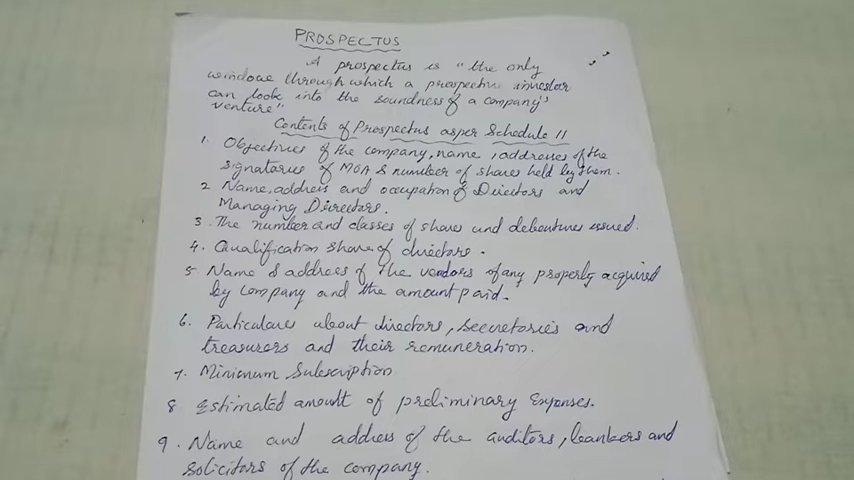 PROSPECTUS
A prospectus is "the only
window through which a prospective investor
can look into the soundness of a company's
venture"
Contents of Prospectus as per Schedule II
1. Objectives of the company, name, addresses of the
signatories of MOA & number of shares held by them.
2. Name, address and occupation of Directors and
Managing Directors.
3. The number and classes of shares and debentures issued.
4. Qualification share of directors.
5. Name & address of the vendors of any property acquired
by company and the amount paid.
6. Particulars about directors, secretaries and
treasurers and their remuneration.
7. Minimum Subscription
8 Estimated amount of preliminary Expenses.
9. Name and address of the auditors, bankers and
solicitors of the company.